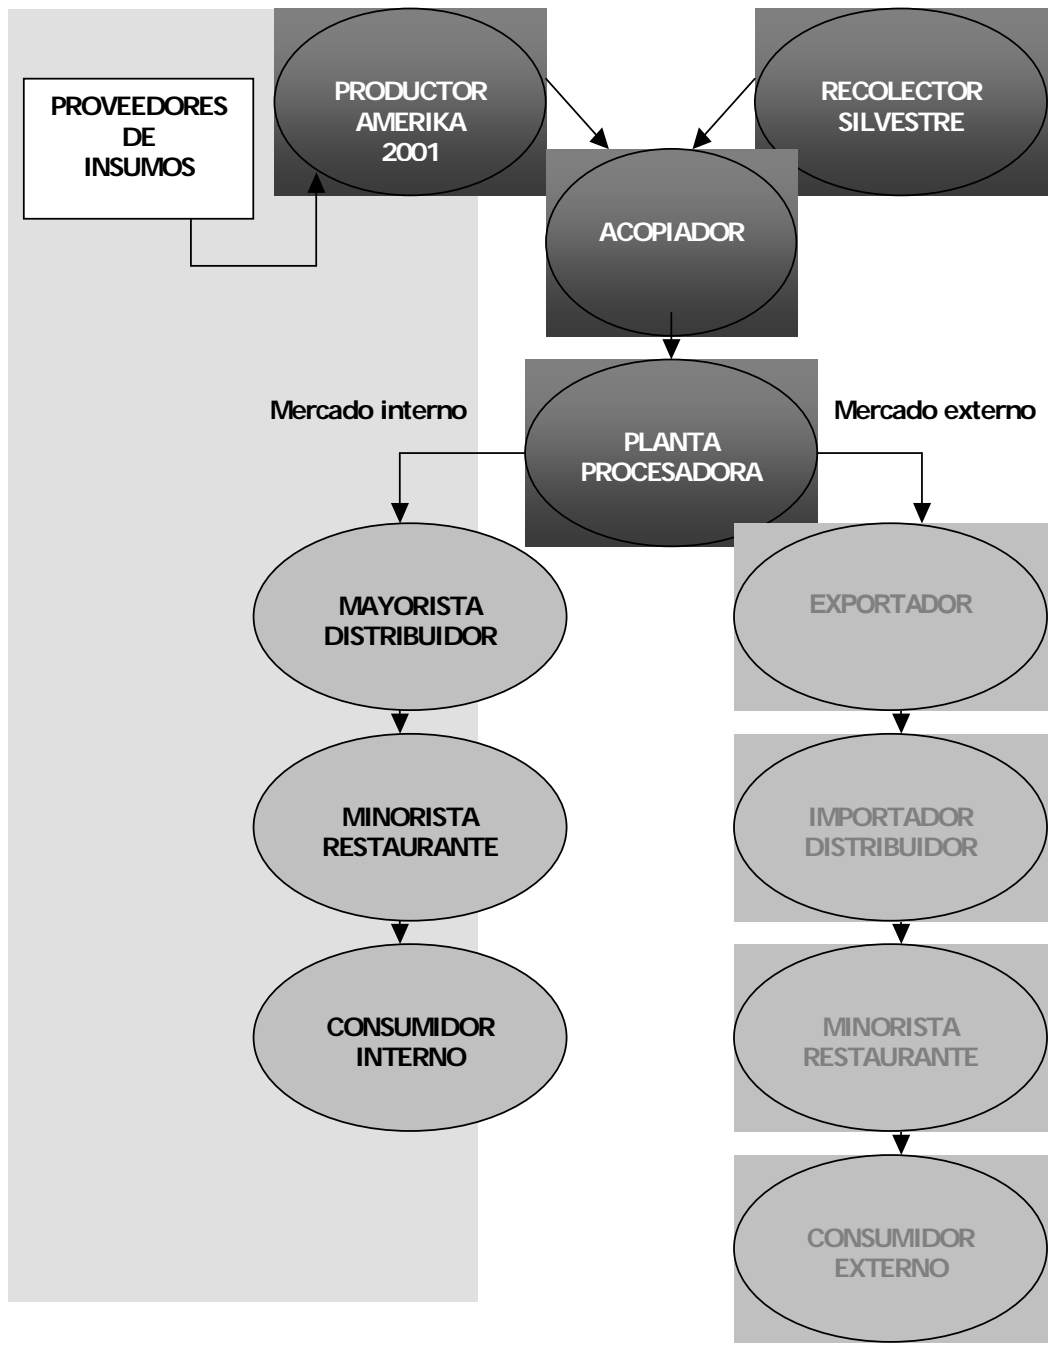 PROVEEDORES
DE
INSUMOS
PRODUCTOR
AMERIKA
2001
RECOLECTOR
SILVESTRE
ACOPIADOR
Mercado interno
Mercado externo
PLANTA
PROCESADORA
MAYORISTA
DISTRIBUIDOR
EXPORTADOR
MINORISTA
RESTAURANTE
IMPORTADOR
DISTRIBUIDOR
CONSUMIDOR
INTERNO
MINORISTA
RESTAURANTE
CONSUMIDOR
EXTERNO